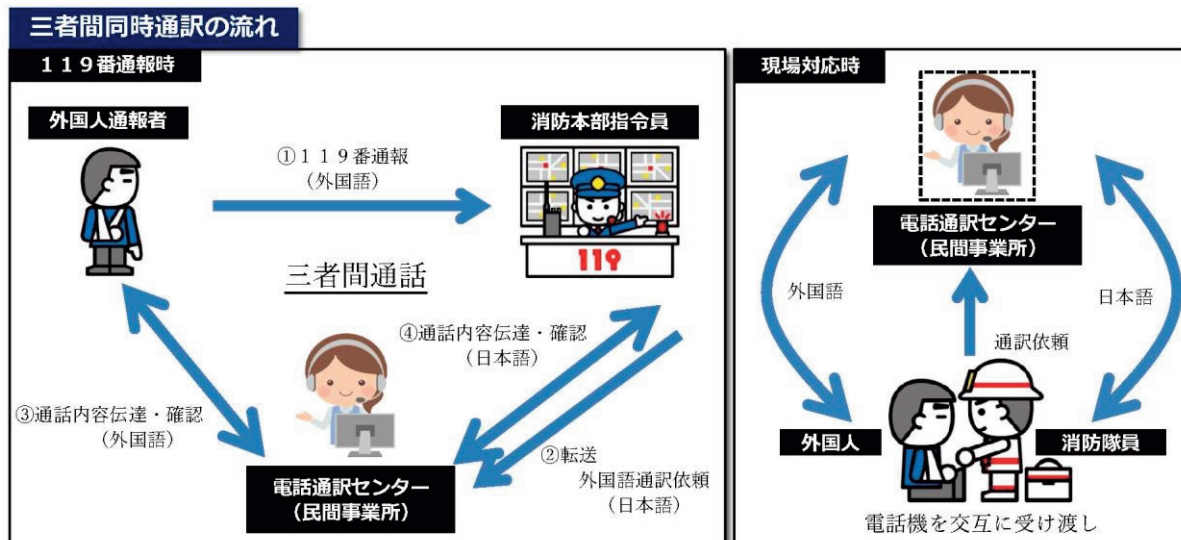 三者間同時通訳の流れ
119番通報時
外国人通報者
消防本部指令員
①119番通報
(外国語)
119
三者間通話
④通話内容伝達・確認
(日本語)
③通話内容伝達・確認
(外国語)
②転送
外国語通訳依頼
(日本語)
電話通訳センター
(民間事業所)
現場対応時
電話通訳センター
(民間事業所)
外国語
日本語
通訳依頼
外国人
消防隊員
電話機を交互に受け渡し